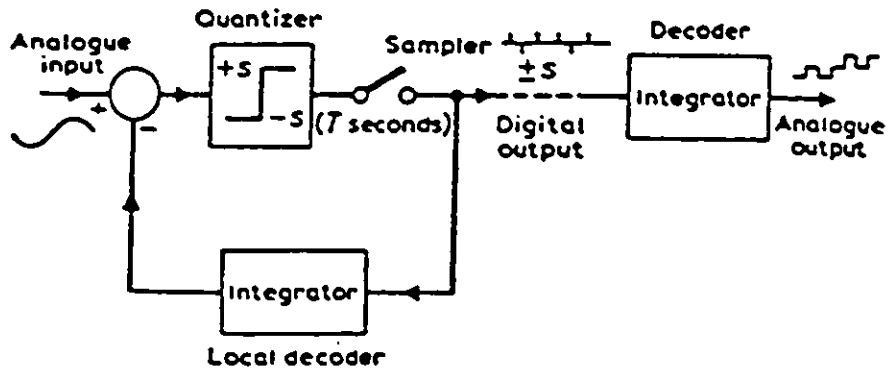 Quantizer
Analogue
input
+
-
+S
-S
Sampler
(T seconds)
± S
Digital
output
Decoder
Integrator
Analogue
output
Integrator
Local decoder